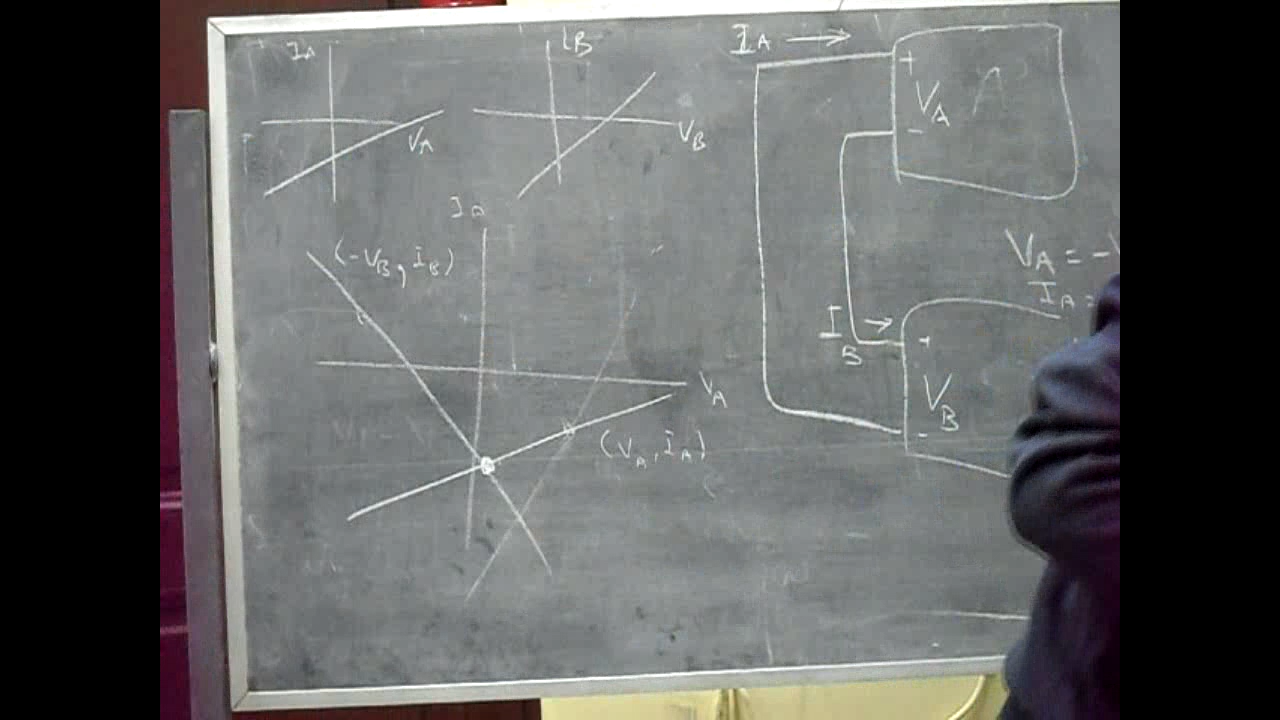 IA
VA
IB
VB
IA
(-VB, IB)
VA
(VA, IA)
IA →
+
VA
-
A
VA = -
IA =
IB →
+
VB
-